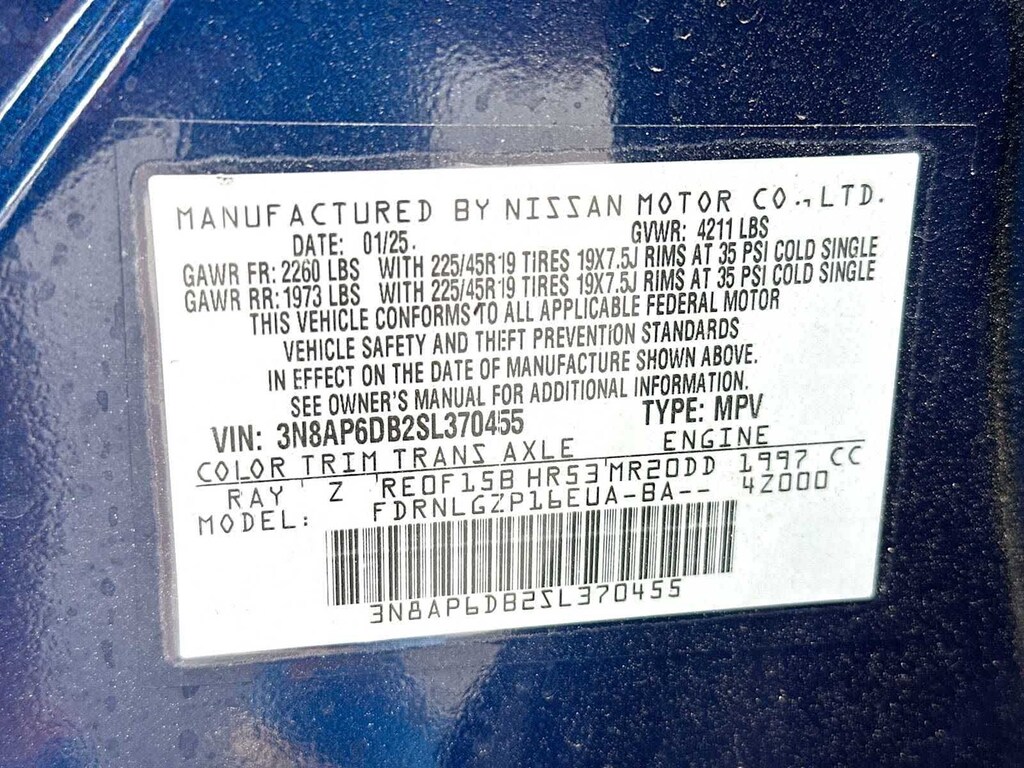 MANUFACTURED BY NISSAN MOTOR CO.,LTD.
DATE: 01/25. GVWR: 4211 LBS
GAWR FR: 2260 LBS WITH 225/45R19 TIRES 19X7.5J RIMS AT 35 PSI COLD SINGLE
GAWR RR: 1973 LBS WITH 225/45R19 TIRES 19X7.5J RIMS AT 35 PSI COLD SINGLE
THIS VEHICLE CONFORMS TO ALL APPLICABLE FEDERAL MOTOR
VEHICLE SAFETY AND THEFT PREVENTION STANDARDS
IN EFFECT ON THE DATE OF MANUFACTURE SHOWN ABOVE.
SEE OWNER'S MANUAL FOR ADDITIONAL INFORMATION.
VIN: 3N8AP6DB2SL370455 TYPE: MPV
COLOR TRIM TRANS AXLE ENGINE
RAY Z RE0F15B HR53 MR20DD 1997 CC
MODEL: FDRNLGZP16EUA-BA-- 4Z000
3N8AP6DB2SL370455